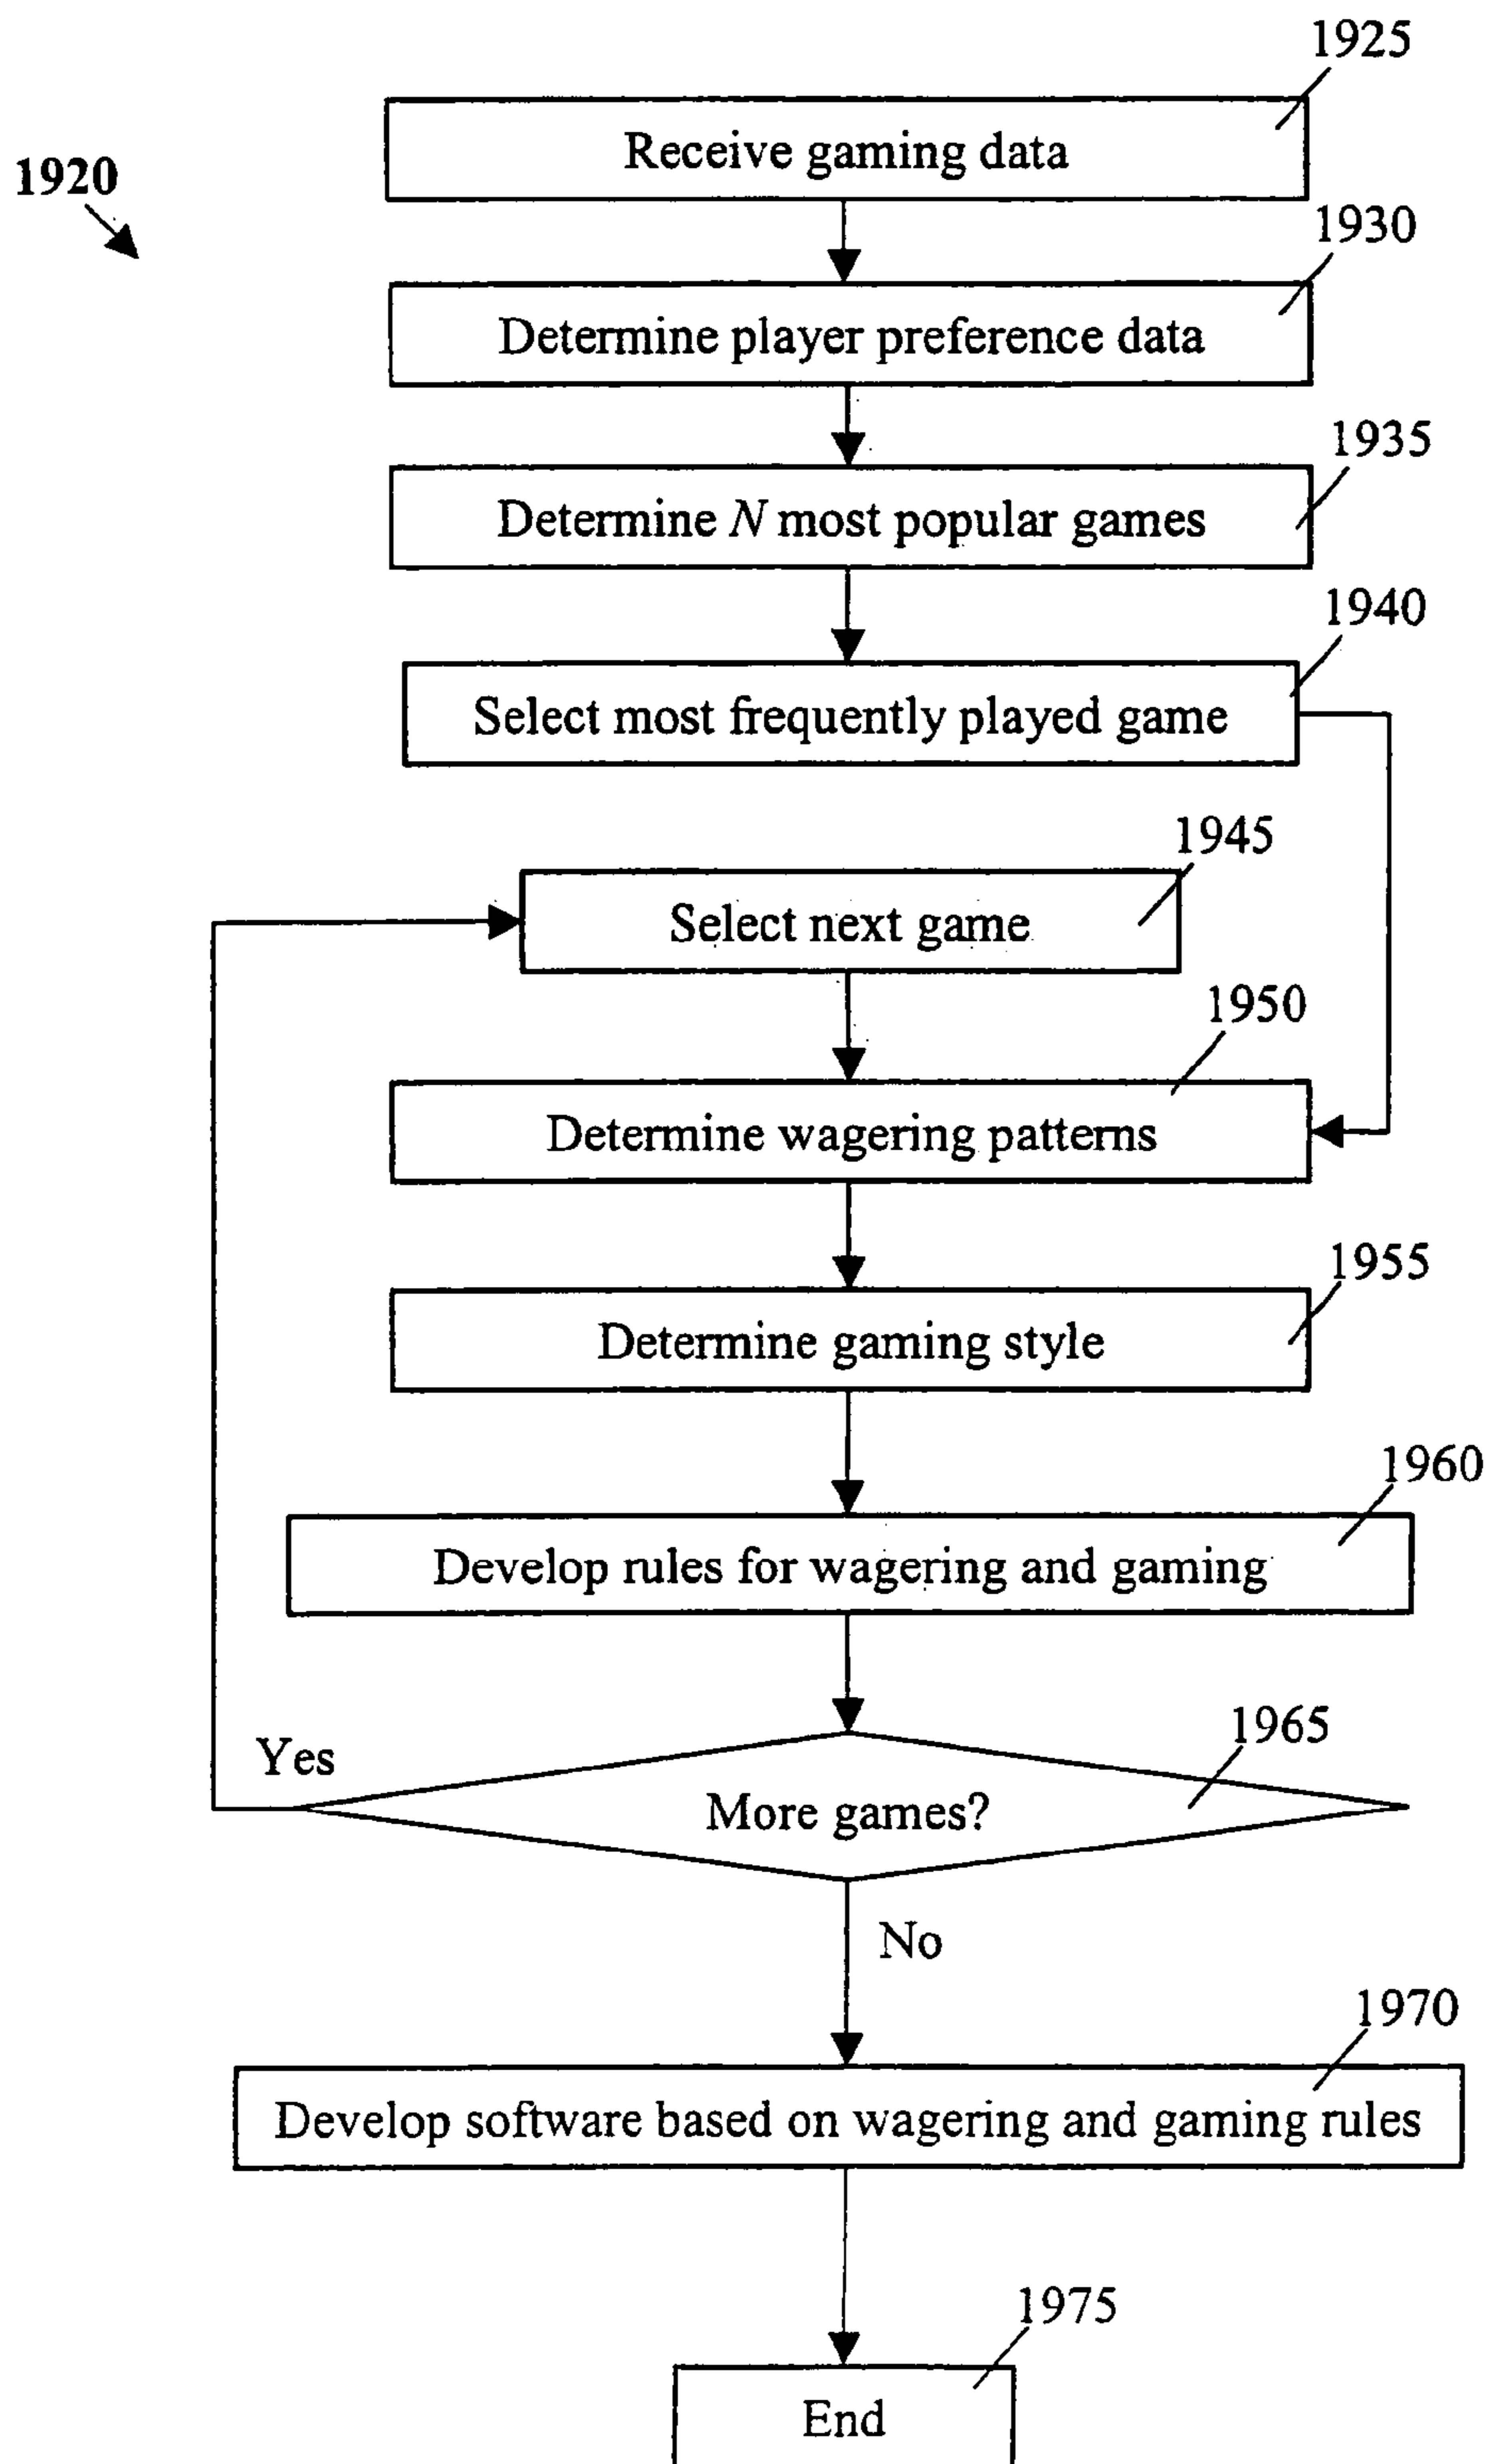 1925
Receive gaming data
1920
1930
Determine player preference data
1935
Determine N most popular games
1940
Select most frequently played game
1945
Select next game
1950
Determine wagering patterns
1955
Determine gaming style
1960
Develop rules for wagering and gaming
1965
Yes
More games?
No
1970
Develop software based on wagering and gaming rules
1975
End